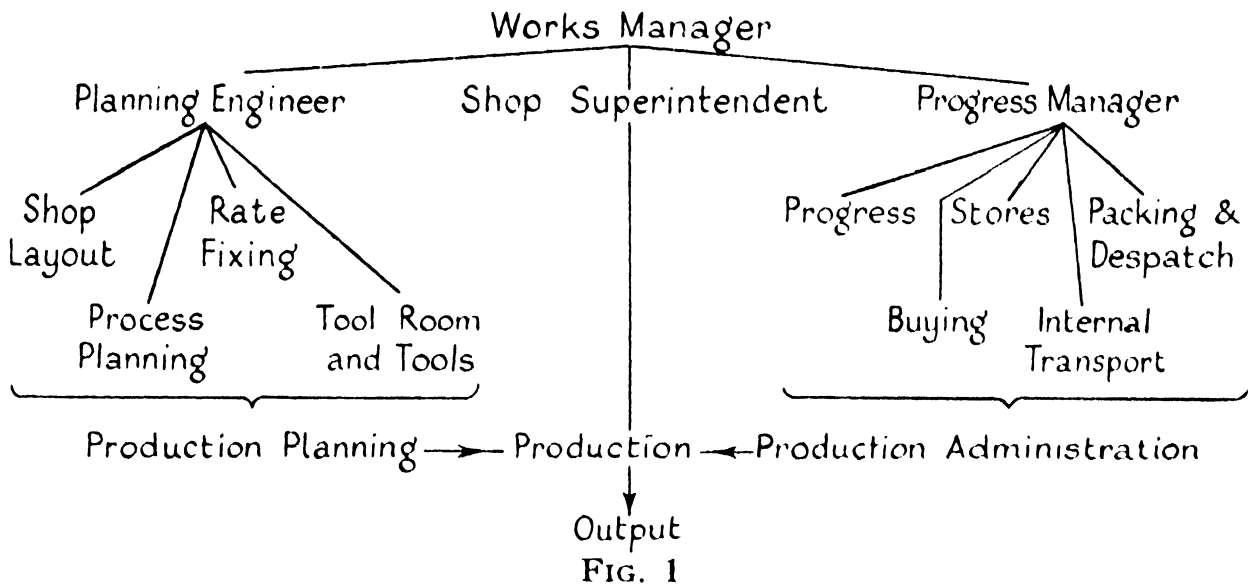 Works Manager
Planning Engineer Shop Superintendent Progress Manager
Shop Layout
Rate Fixing
Process Planning
Tool Room and Tools
Progress
Stores
Packing & Despatch
Buying
Internal Transport
Production Planning Production Production Administration
Output
FIG. 1